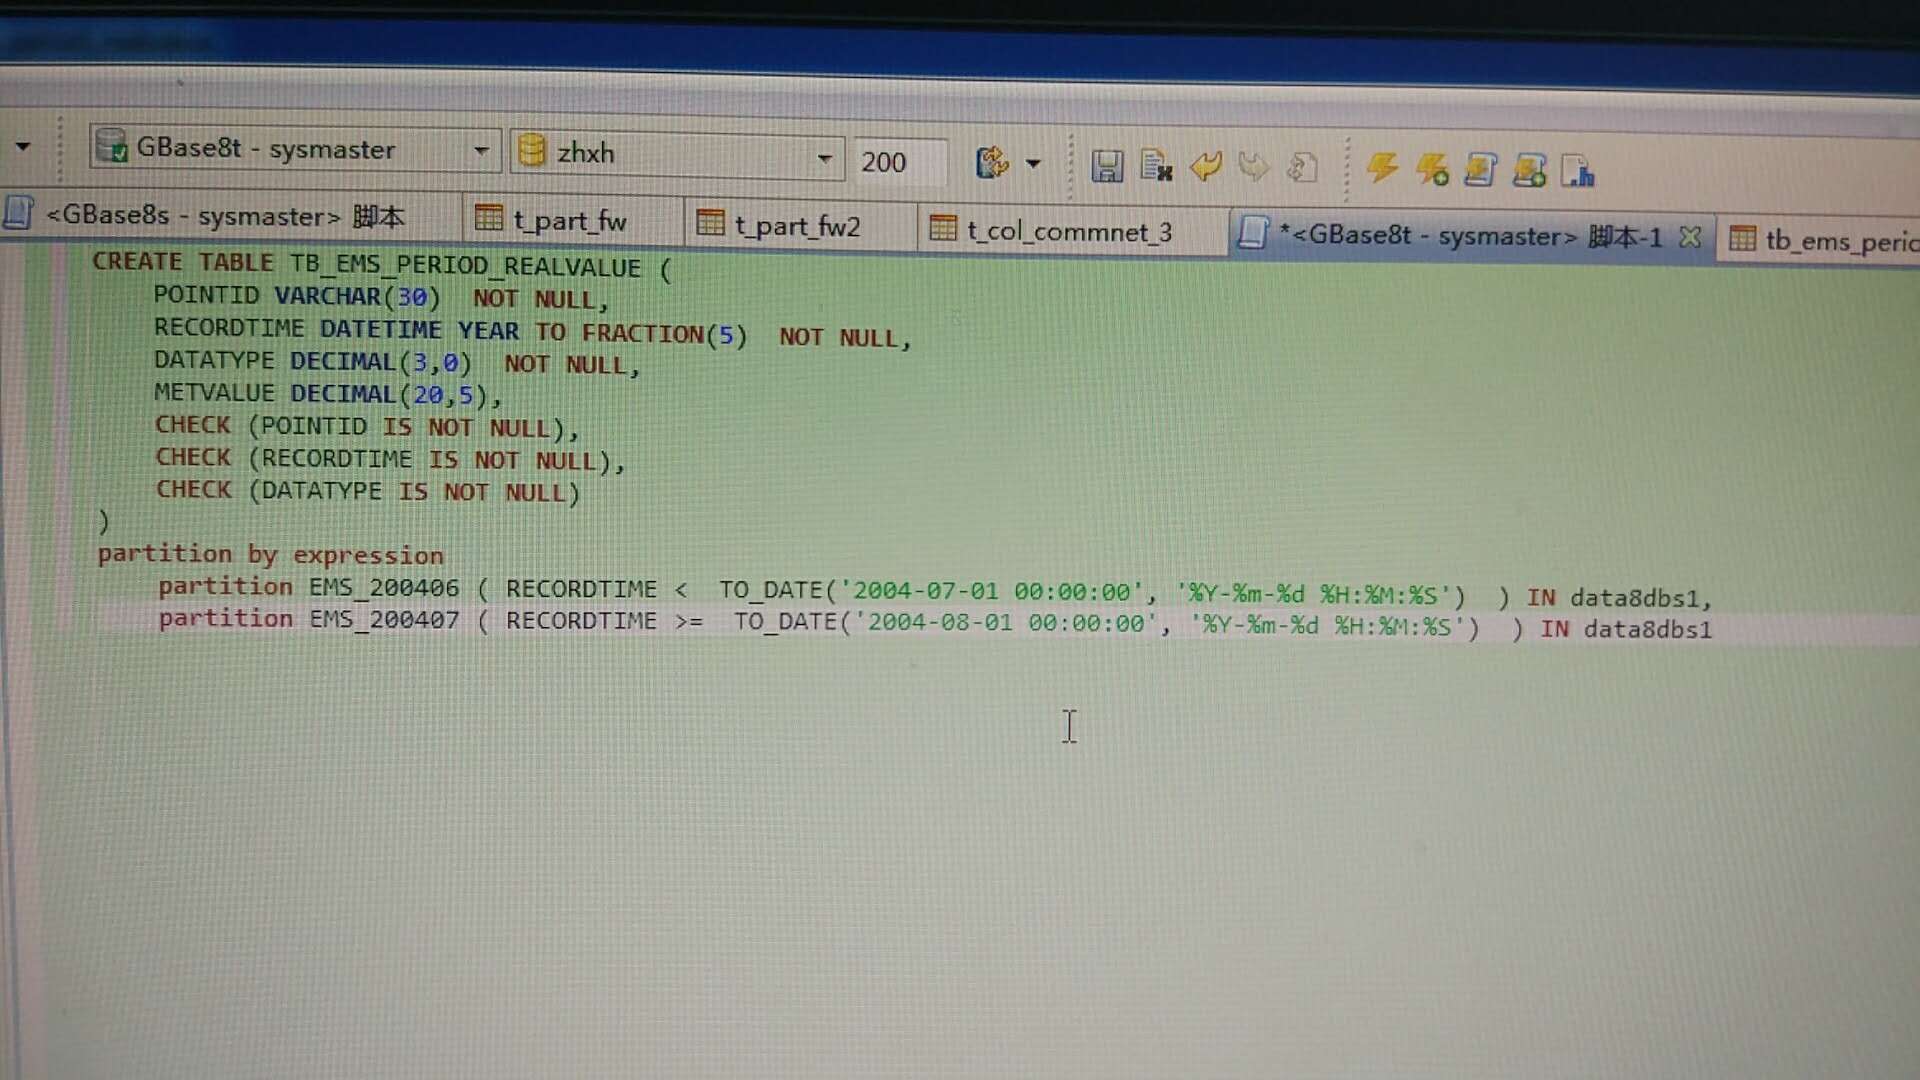 GBase8t - sysmaster zhxh 200
<GBase8s - sysmaster> 脚本 t_part_fw t_part_fw2 t_col_commnet_3 *<GBase8t - sysmaster> 脚本-1 tb_ems_peric
CREATE TABLE TB_EMS_PERIOD_REALVALUE (
POINTID VARCHAR(30) NOT NULL,
RECORDTIME DATETIME YEAR TO FRACTION(5) NOT NULL,
DATATYPE DECIMAL(3,0) NOT NULL,
METVALUE DECIMAL(20,5),
CHECK (POINTID IS NOT NULL),
CHECK (RECORDTIME IS NOT NULL),
CHECK (DATATYPE IS NOT NULL)
)
partition by expression
partition EMS_200406 ( RECORDTIME < TO_DATE('2004-07-01 00:00:00', '%Y-%m-%d %H:%M:%S') ) IN data8dbs1,
partition EMS_200407 ( RECORDTIME >= TO_DATE('2004-08-01 00:00:00', '%Y-%m-%d %H:%M:%S') ) IN data8dbs1